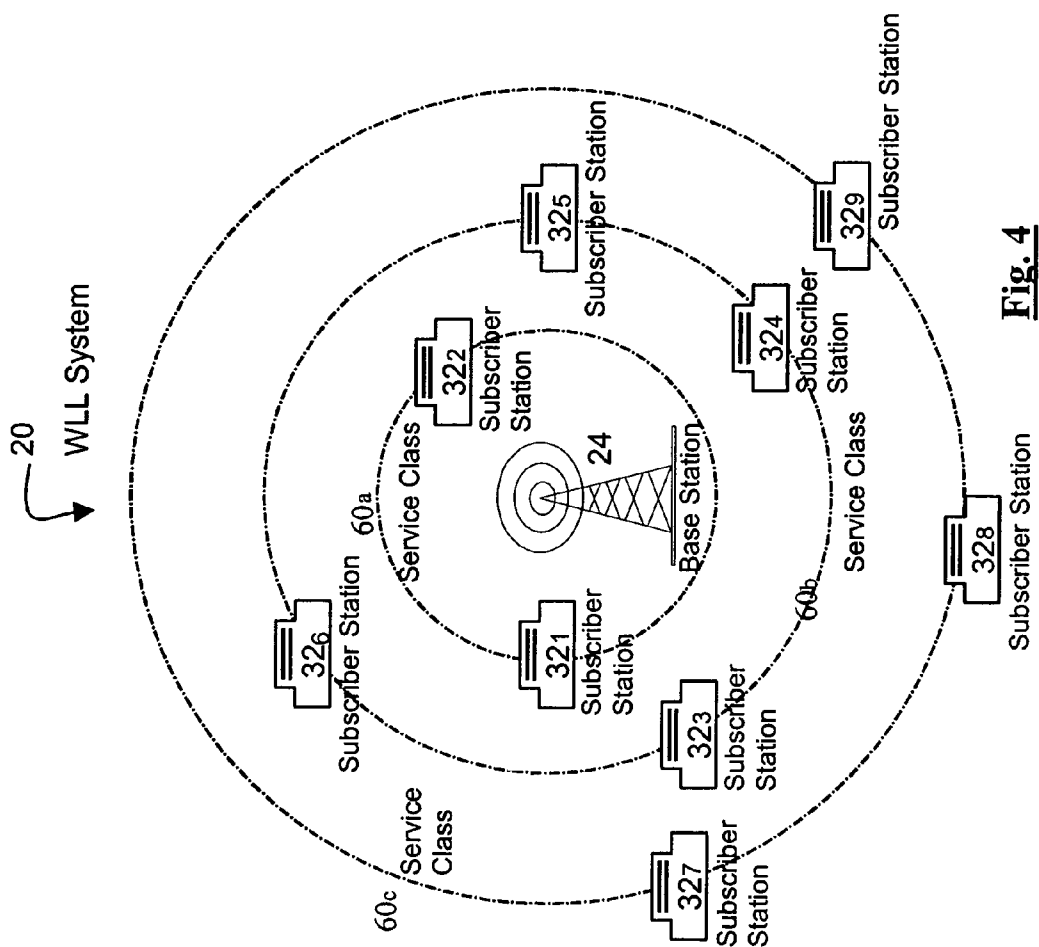 20
WLL System
Service Class
60a
322
Subscriber
Station
325
Subscriber Station
326
Subscriber Station
24
Base Station
321
Subscriber
Station
324
Subscriber
Station
Service Class
60b
323
Subscriber
Station
60c
Service
Class
327
Subscriber
Station
328
Subscriber Station
329
Subscriber Station
Fig. 4